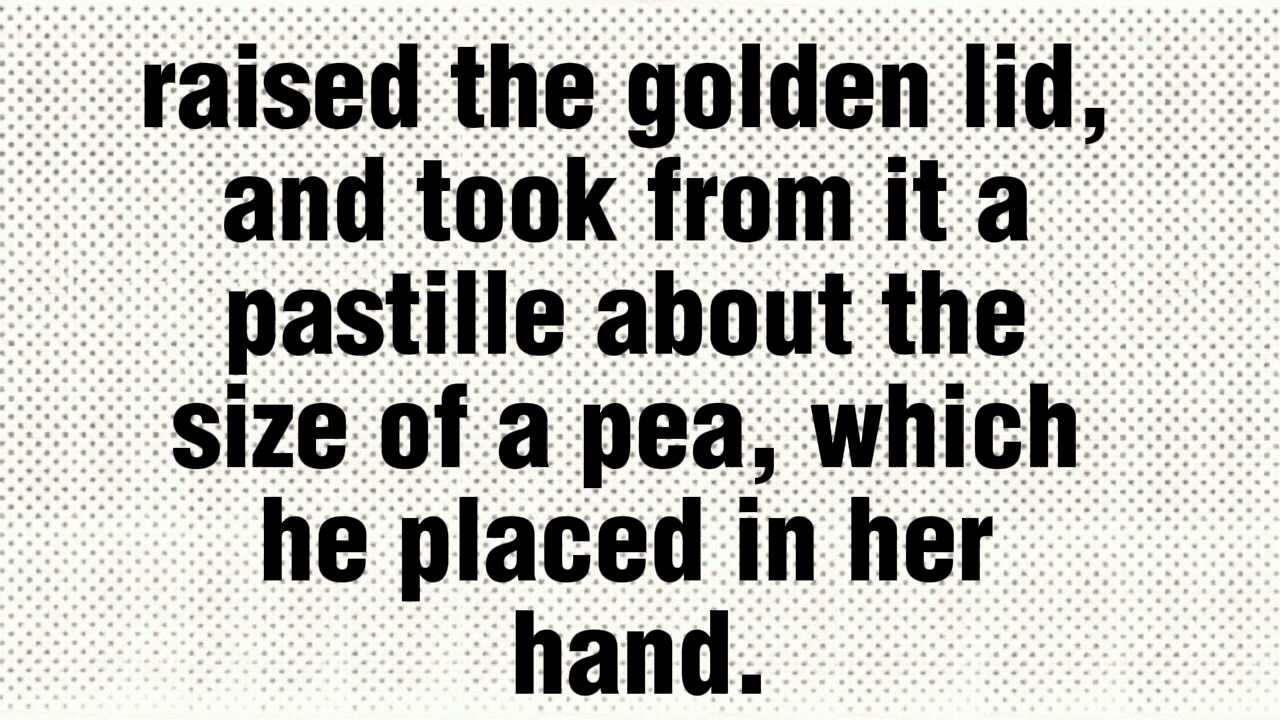 raised the golden lid,
and took from it a
pastille about the
size of a pea, which
he placed in her
hand.